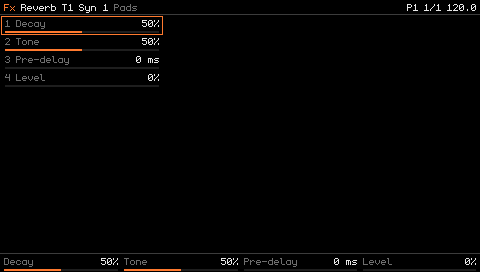 Fx Reverb T1 Syn 1 Pads P1 1/1 120.0
1 Decay 50%
2 Tone 50%
3 Pre-delay 0 ms
4 Level 0%
Decay 50% Tone 50% Pre-delay 0 ms Level 0%